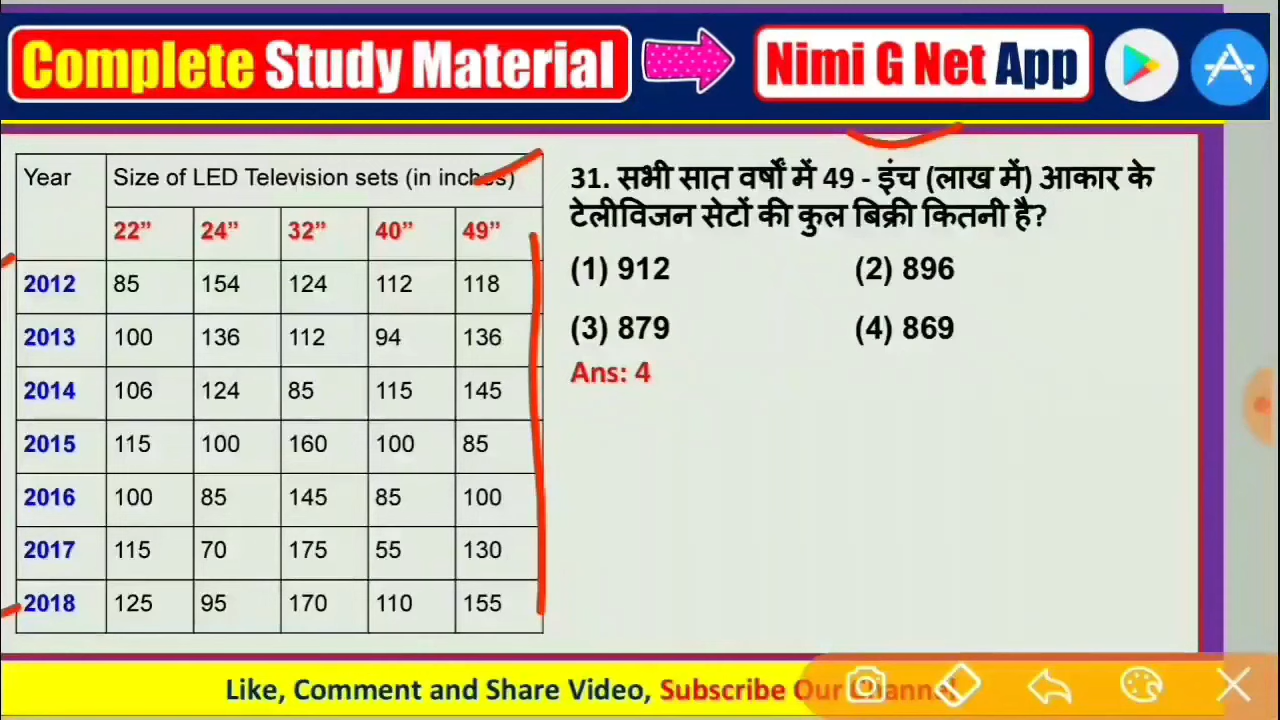 Complete Study Material
Nimi G Net App
Year Size of LED Television sets (in inches)
22” 24” 32” 40” 49”
2012 85 154 124 112 118
2013 100 136 112 94 136
2014 106 124 85 115 145
2015 115 100 160 100 85
2016 100 85 145 85 100
2017 115 70 175 55 130
2018 125 95 170 110 155
31. सभी सात वर्षों में 49 - इंच (लाख में) आकार के
टेलीविजन सेटों की कुल बिक्री कितनी है?
(1) 912 (2) 896
(3) 879 (4) 869
Ans: 4
Like, Comment and Share Video, Subscribe Our Channel